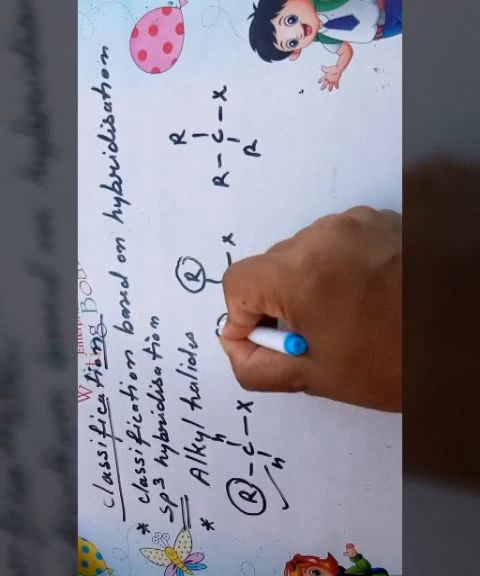 classification
* classification based on hybridisation
sp3 hybridisation
* Alkyl halides
H R R
R - C - X - X R - C - X
H R